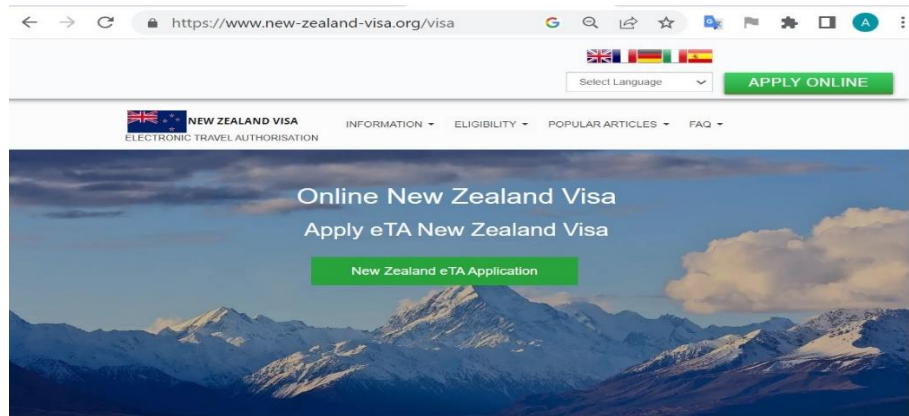 https://www.new-zealand-visa.org/visa
A
Select Language
APPLY ONLINE
NEW ZEALAND VISA
ELECTRONIC TRAVEL AUTHORISATION
INFORMATION ELIGIBILITY POPULAR ARTICLES FAQ
Online New Zealand Visa
Apply eTA New Zealand Visa
New Zealand eTA Application